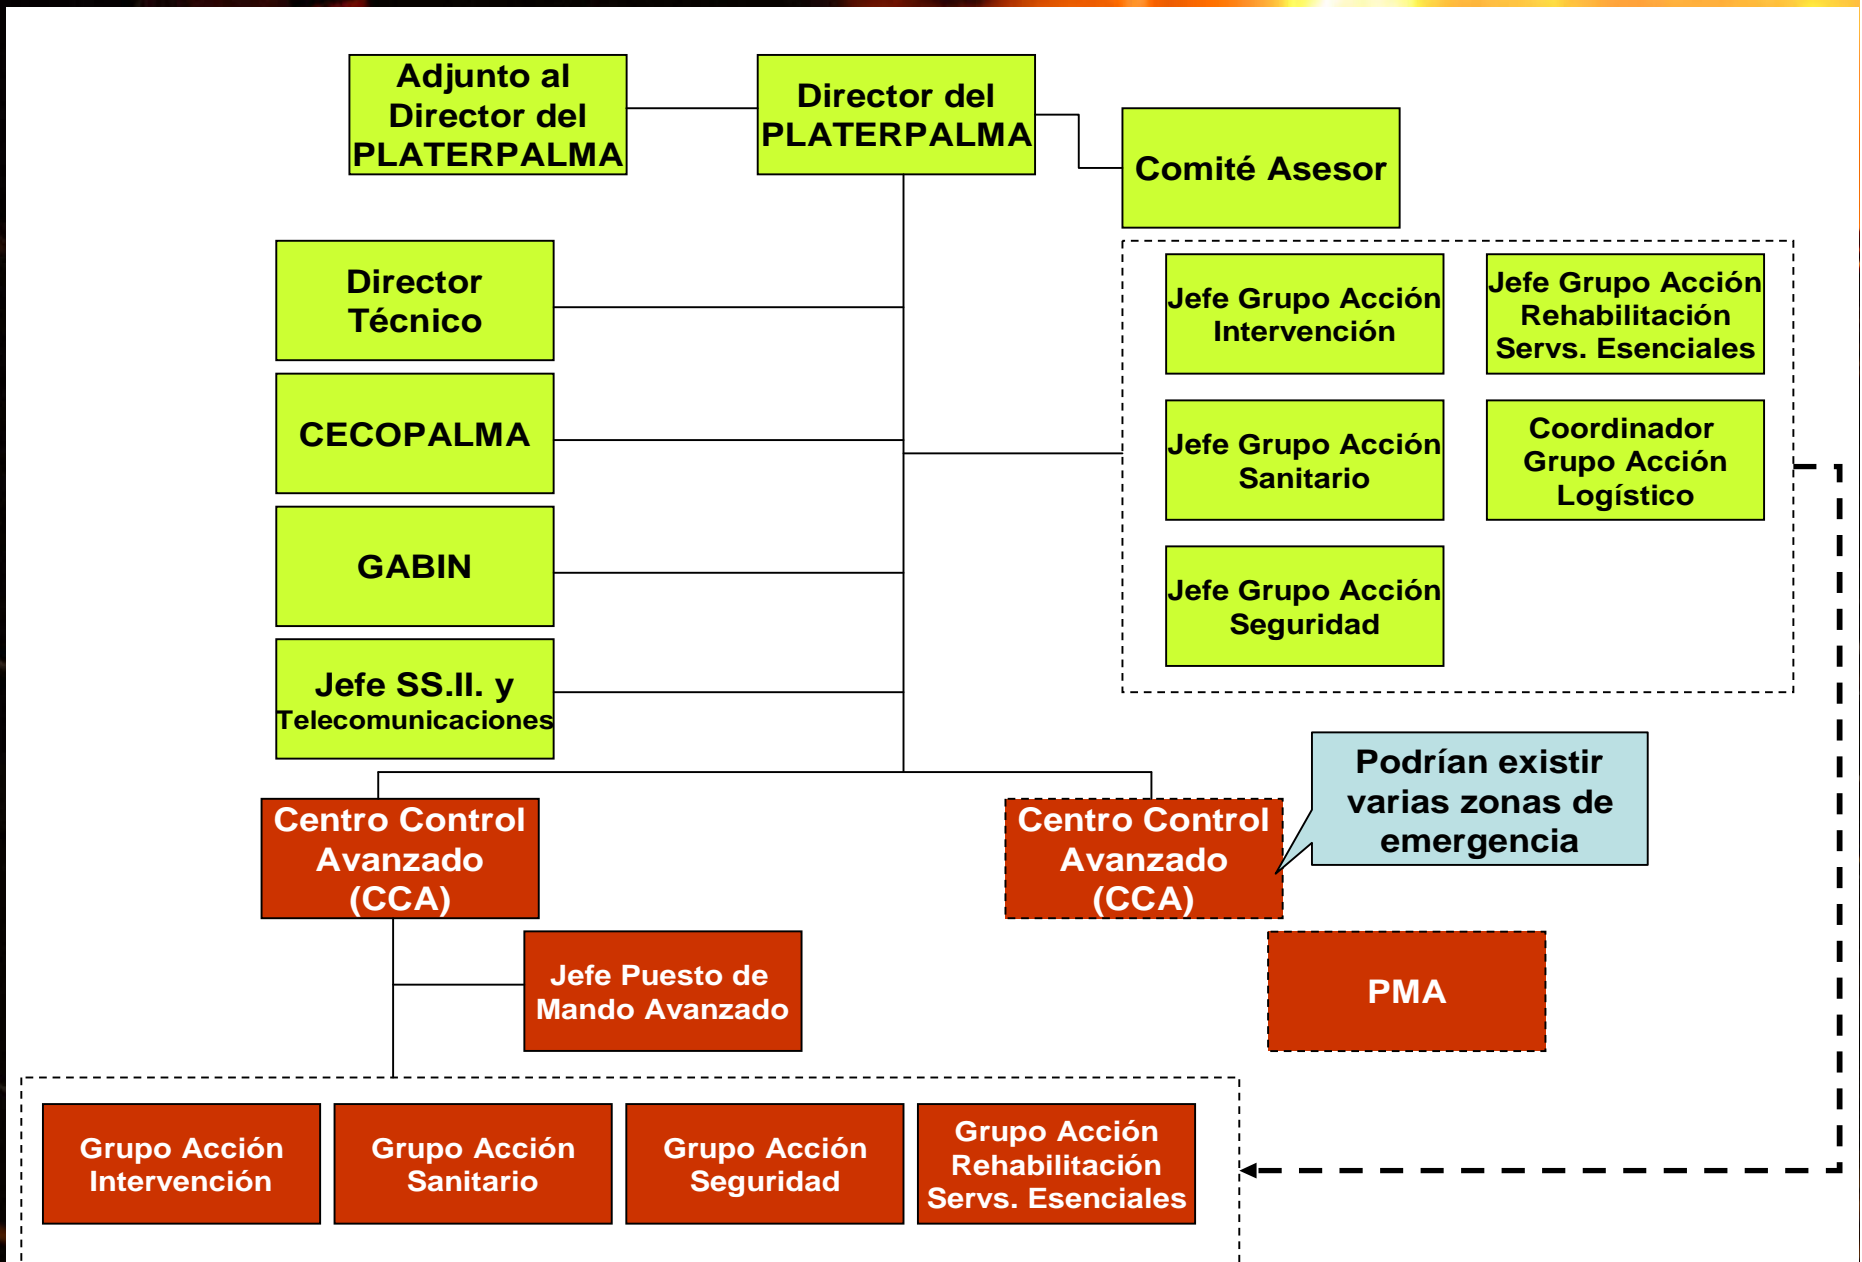 Adjunto al
Director del
PLATERPALMA
Director del
PLATERPALMA
Comité Asesor
Director
Técnico
CECOPALMA
GABIN
Jefe SS.II. y
Telecomunicaciones
Jefe Grupo Acción
Intervención
Jefe Grupo Acción
Rehabilitación
Servs. Esenciales
Jefe Grupo Acción
Sanitario
Coordinador
Grupo Acción
Logístico
Jefe Grupo Acción
Seguridad
Centro Control
Avanzado
(CCA)
Centro Control
Avanzado
(CCA)
Podrían existir
varias zonas de
emergencia
Jefe Puesto de
Mando Avanzado
PMA
Grupo Acción
Intervención
Grupo Acción
Sanitario
Grupo Acción
Seguridad
Grupo Acción
Rehabilitación
Servs. Esenciales